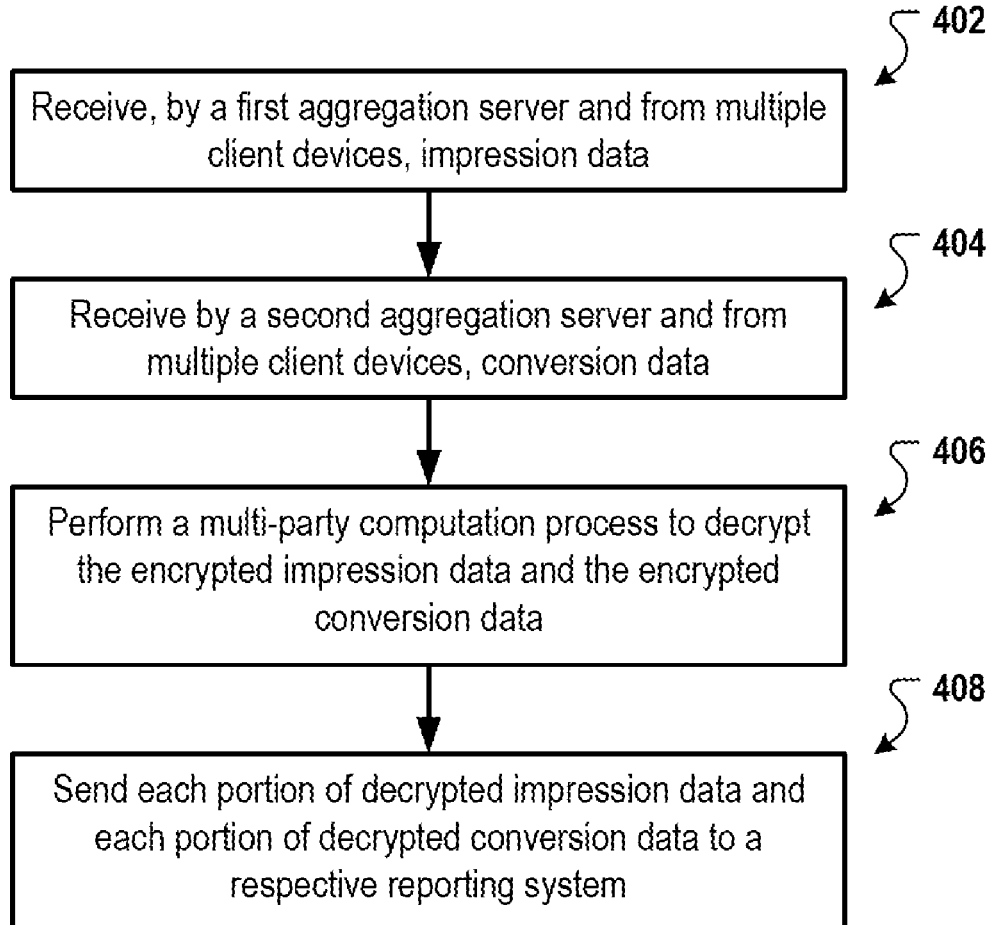 402
Receive, by a first aggregation server and from multiple
client devices, impression data
404
Receive by a second aggregation server and from
multiple client devices, conversion data
406
Perform a multi-party computation process to decrypt
the encrypted impression data and the encrypted
conversion data
408
Send each portion of decrypted impression data and
each portion of decrypted conversion data to a
respective reporting system